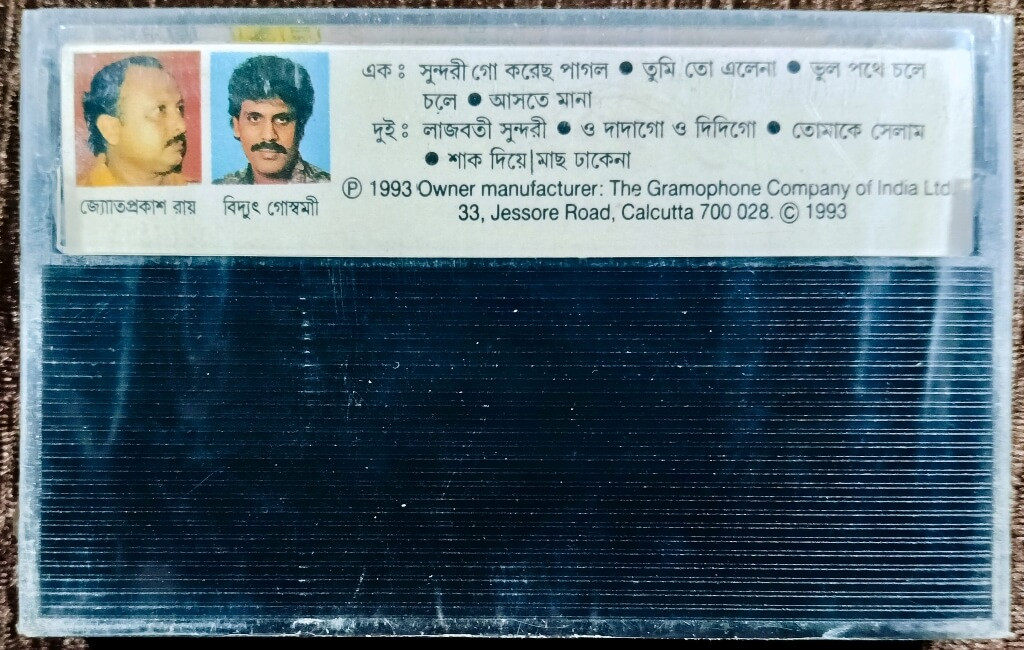 এক ঃ সুন্দরী গো করেছ পাগল ● তুমি তো এলেনা ● ভুল পথে চলে
চলে ● আসতে মানা
দুই ঃ লাজবতী সুন্দরী ● ও দাদাগো ও দিদিগো ● তোমাকে সেলাম
● শাক দিয়ে মাছ ঢাকেনা
Ⓟ 1993 Owner manufacturer: The Gramophone Company of India Ltd.
33, Jessore Road, Calcutta 700 028. © 1993
জ্যোতিপ্রকাশ রায়
বিদ্যুৎ গোস্বামী